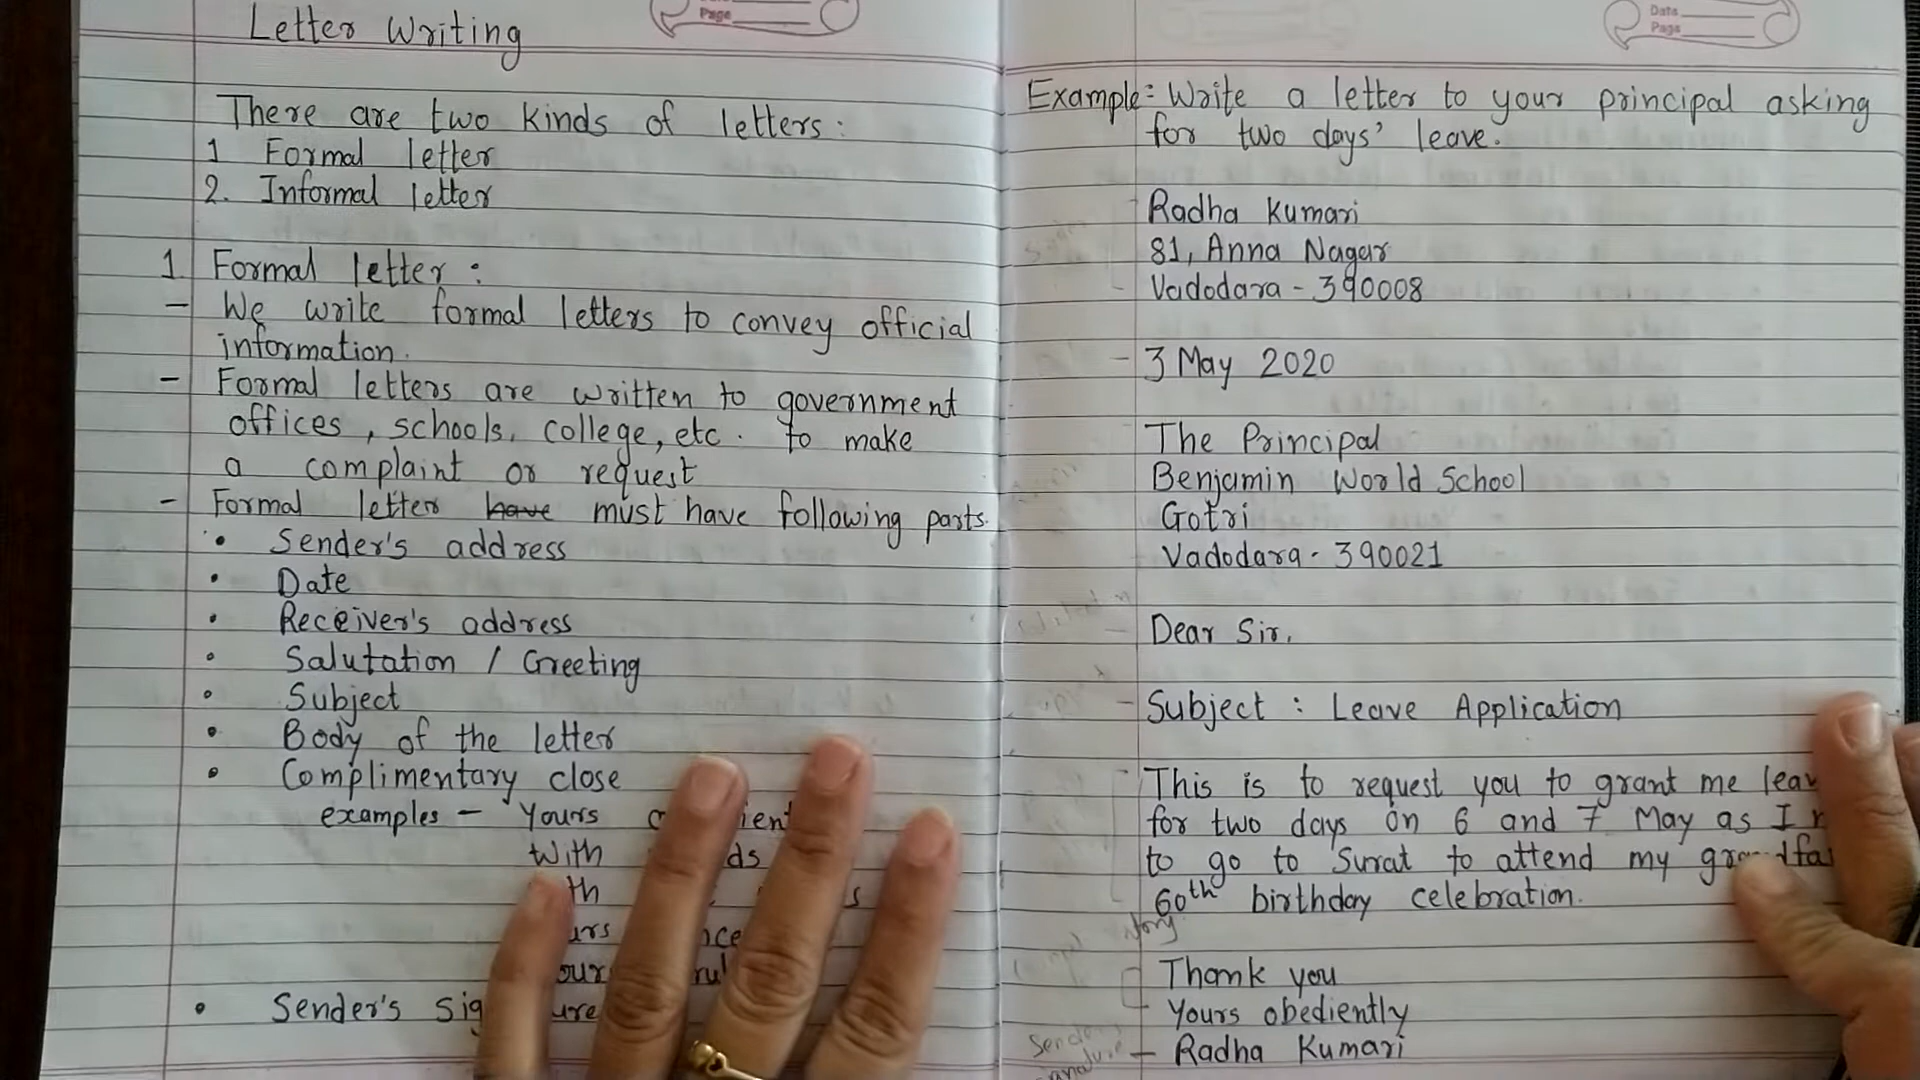 Letter Writing
Page
There are two kinds of letters:
1 Formal letter
2. Informal letter
1. Formal letter :
- We write formal letters to convey official
information.
- Formal letters are written to government
offices, schools, college, etc. to make
a complaint or request
- Formal letter have must have following parts.
• Sender's address
• Date
• Receiver's address
• Salutation / Greeting
• Subject
• Body of the letter
• Complimentary close
examples - Yours
With
• Sender's
Date
Page
Example:- Write a letter to your principal asking
for two days' leave.
Radha Kumari
81, Anna Nagar
Vadodara - 390008
- 3 May 2020
The Principal
Benjamin World School
Gotri
Vadodara - 390021
Dear Sir,
- Subject : Leave Application
This is to request you to grant me
for two days on 6 and 7 May as I
to go to Surat to attend my
60th birthday celebration.
Thank you
Yours obediently
- Radha Kumari